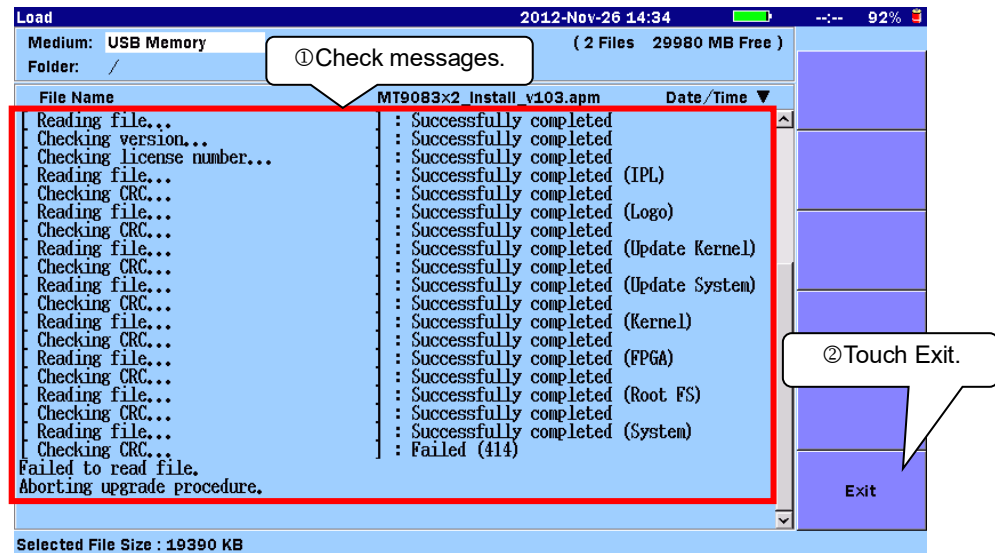 Load 2012-Nov-26 14:34 --:-- 92%
Medium: USB Memory ( 2 Files 29980 MB Free )
①Check messages.
Folder: /
File Name MT9083x2_Install_v103.apm Date/Time ▼
[ Reading file... ] : Successfully completed
[ Checking version... ] : Successfully completed
[ Checking license number... ] : Successfully completed
[ Reading file... ] : Successfully completed (IPL)
[ Checking CRC... ] : Successfully completed
[ Reading file... ] : Successfully completed (Logo)
[ Checking CRC... ] : Successfully completed
[ Reading file... ] : Successfully completed (Update Kernel)
[ Checking CRC... ] : Successfully completed
[ Reading file... ] : Successfully completed (Update System)
[ Checking CRC... ] : Successfully completed
[ Reading file... ] : Successfully completed (Kernel)
[ Checking CRC... ] : Successfully completed
[ Reading file... ] : Successfully completed (FPGA)
[ Checking CRC... ] : Successfully completed
[ Reading file... ] : Successfully completed (Root FS)
[ Checking CRC... ] : Successfully completed
[ Reading file... ] : Successfully completed (System)
[ Checking CRC... ] : Failed (414)
Failed to read file.
Aborting upgrade procedure.
②Touch Exit.
Exit
Selected File Size : 19390 KB